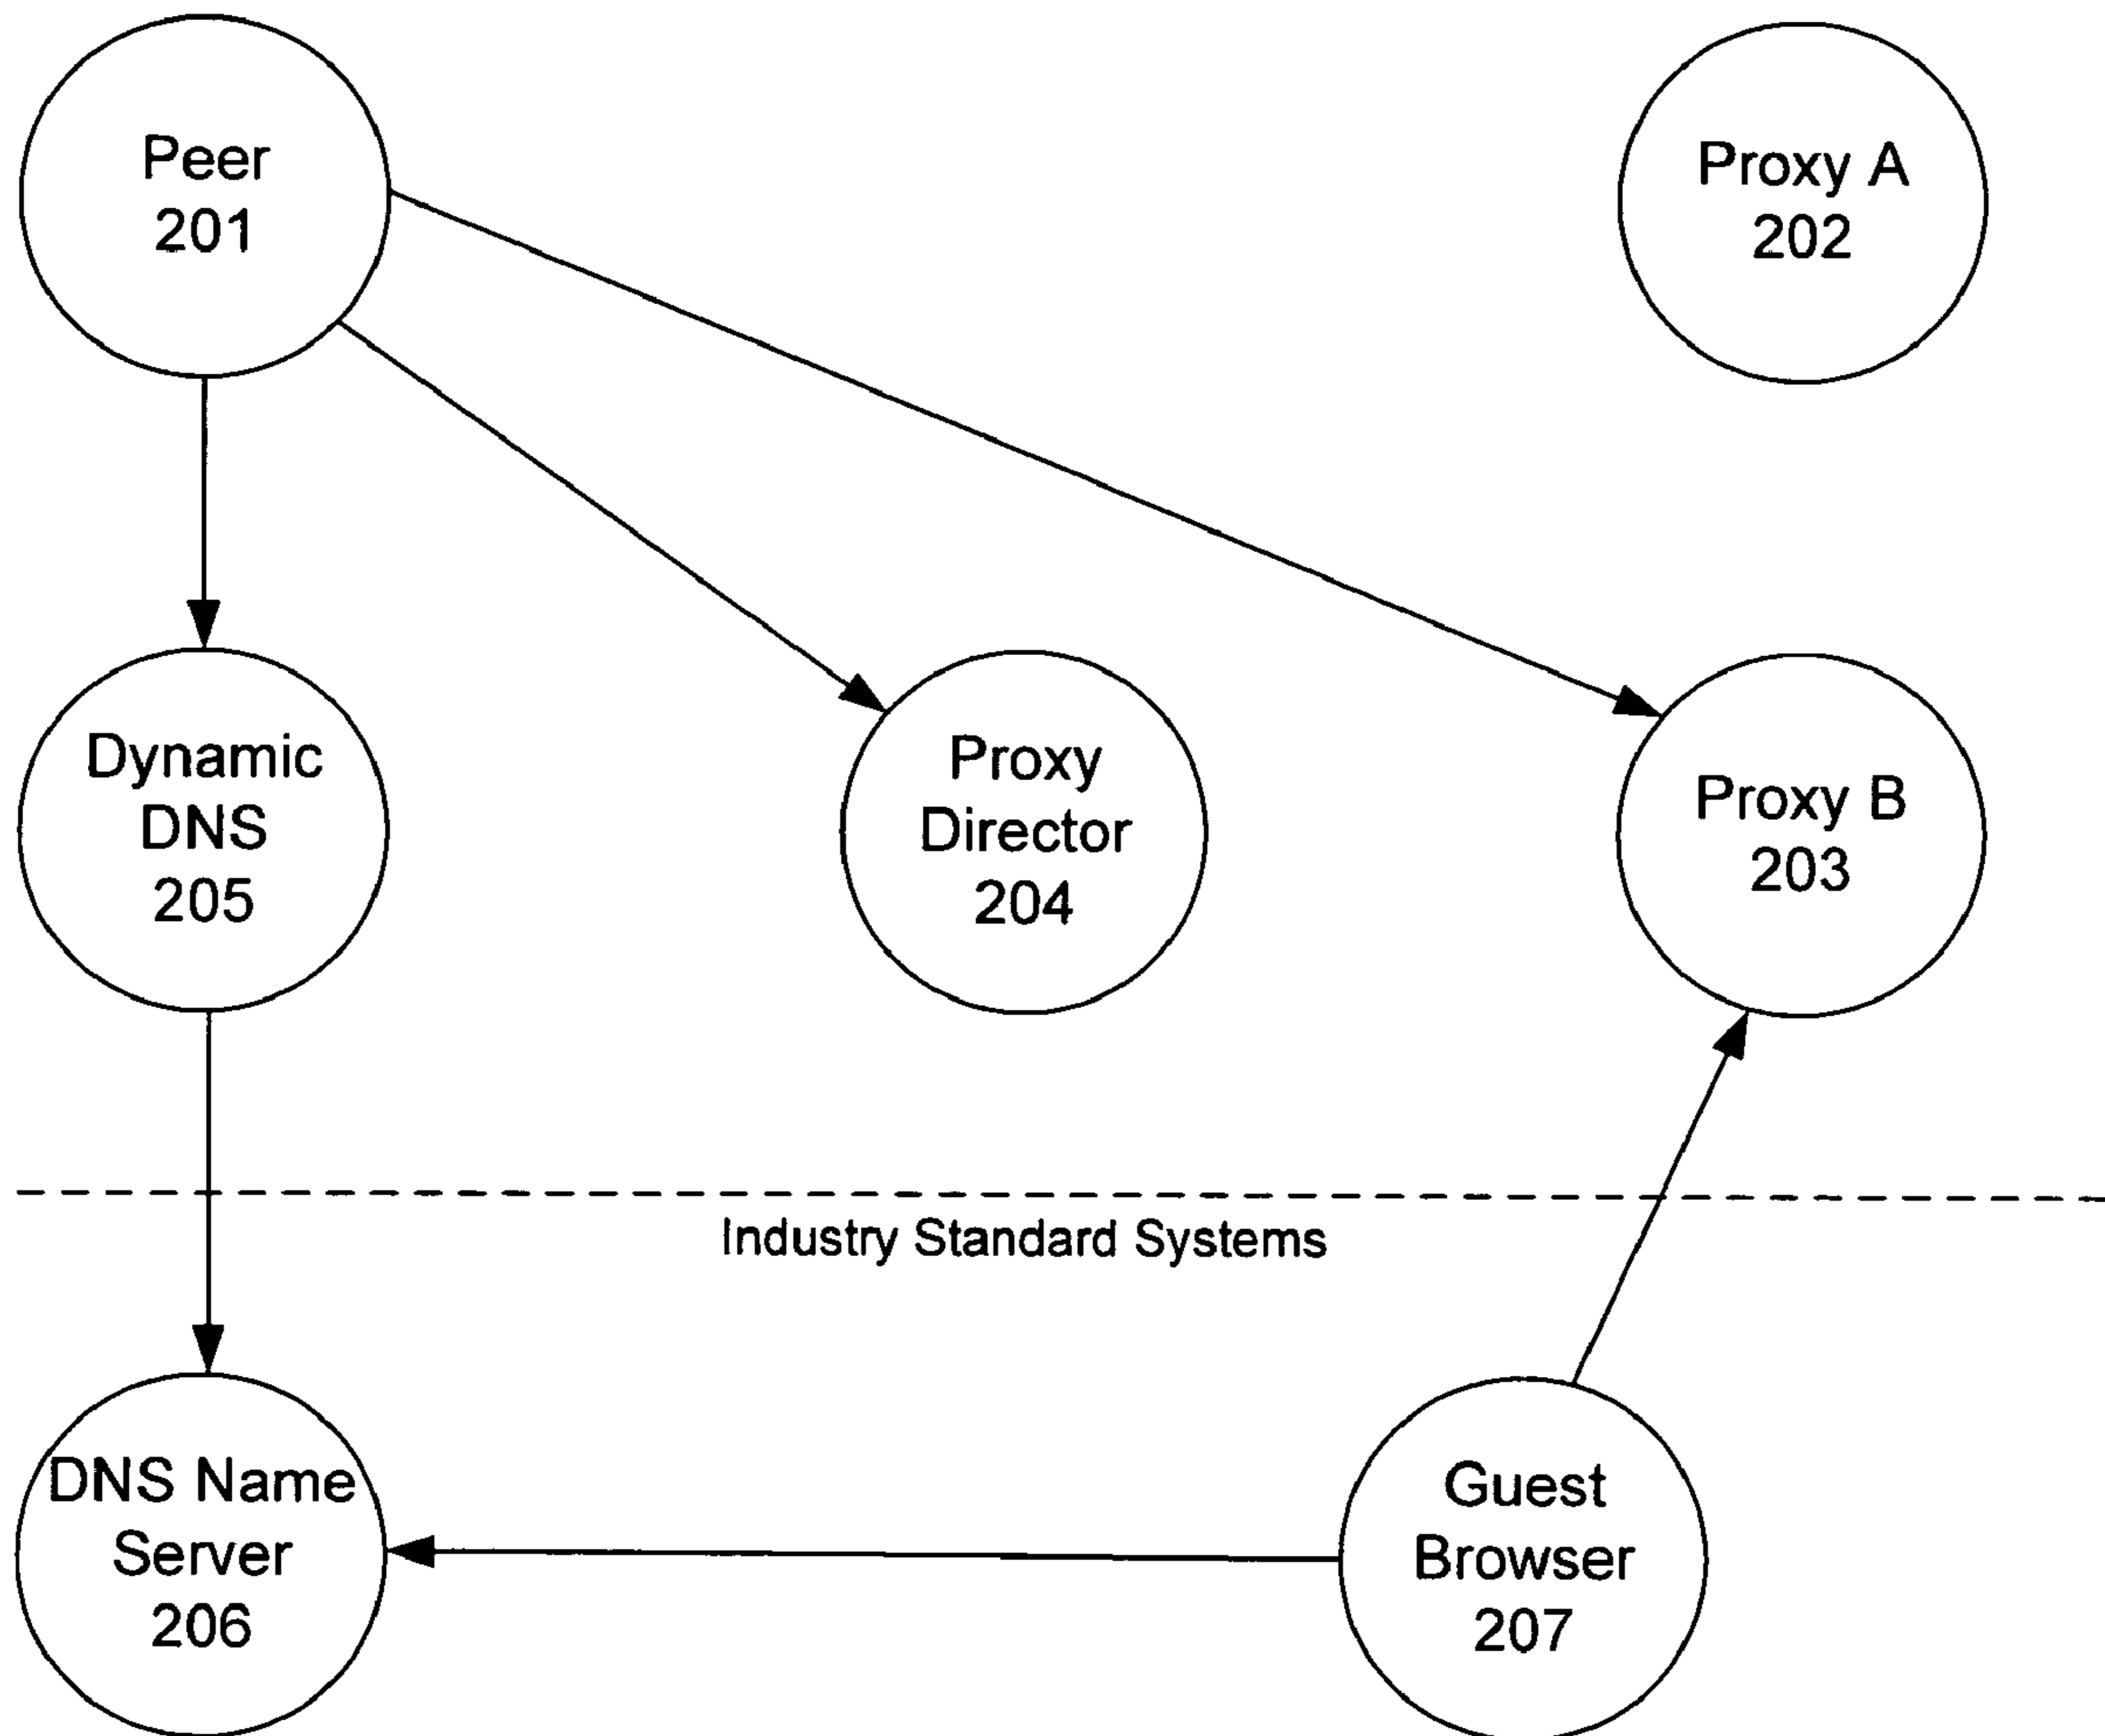 Peer
201
Proxy A
202
Dynamic
DNS
205
Proxy
Director
204
Proxy B
203
Industry Standard Systems
DNS Name
Server
206
Guest
Browser
207